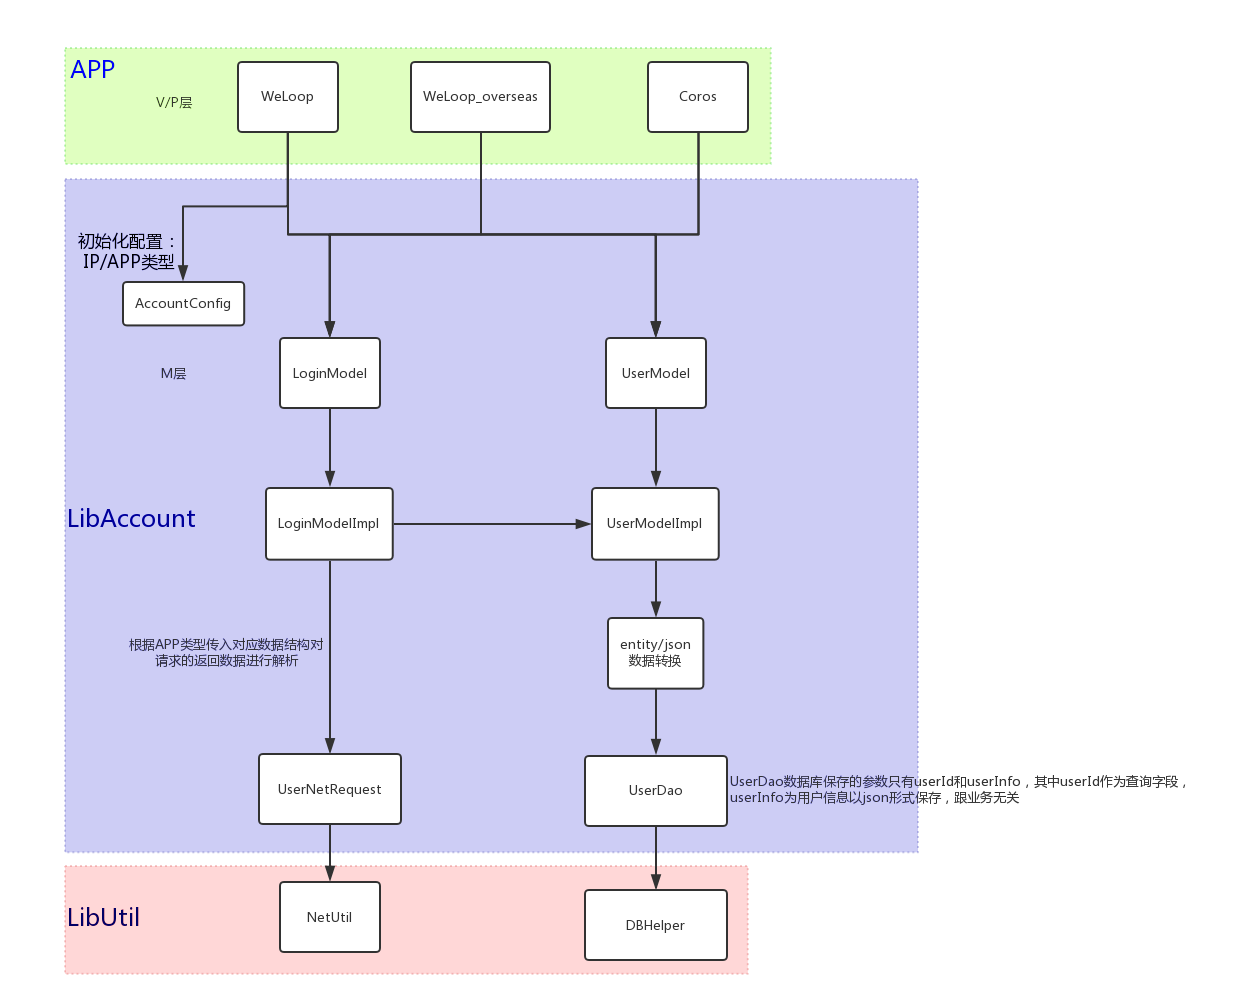 APP
V/P层
WeLoop
WeLoop_overseas
Coros
初始化配置：
IP/APP类型
AccountConfig
M层
LoginModel
UserModel
LibAccount
LoginModelImpl
UserModelImpl
根据APP类型传入对应数据结构对
请求的返回数据进行解析
entity/json
数据转换
UserNetRequest
UserDao
UserDao数据库保存的参数只有userId和userInfo，其中userId作为查询字段，
userInfo为用户信息以json形式保存，跟业务无关
LibUtil
NetUtil
DBHelper